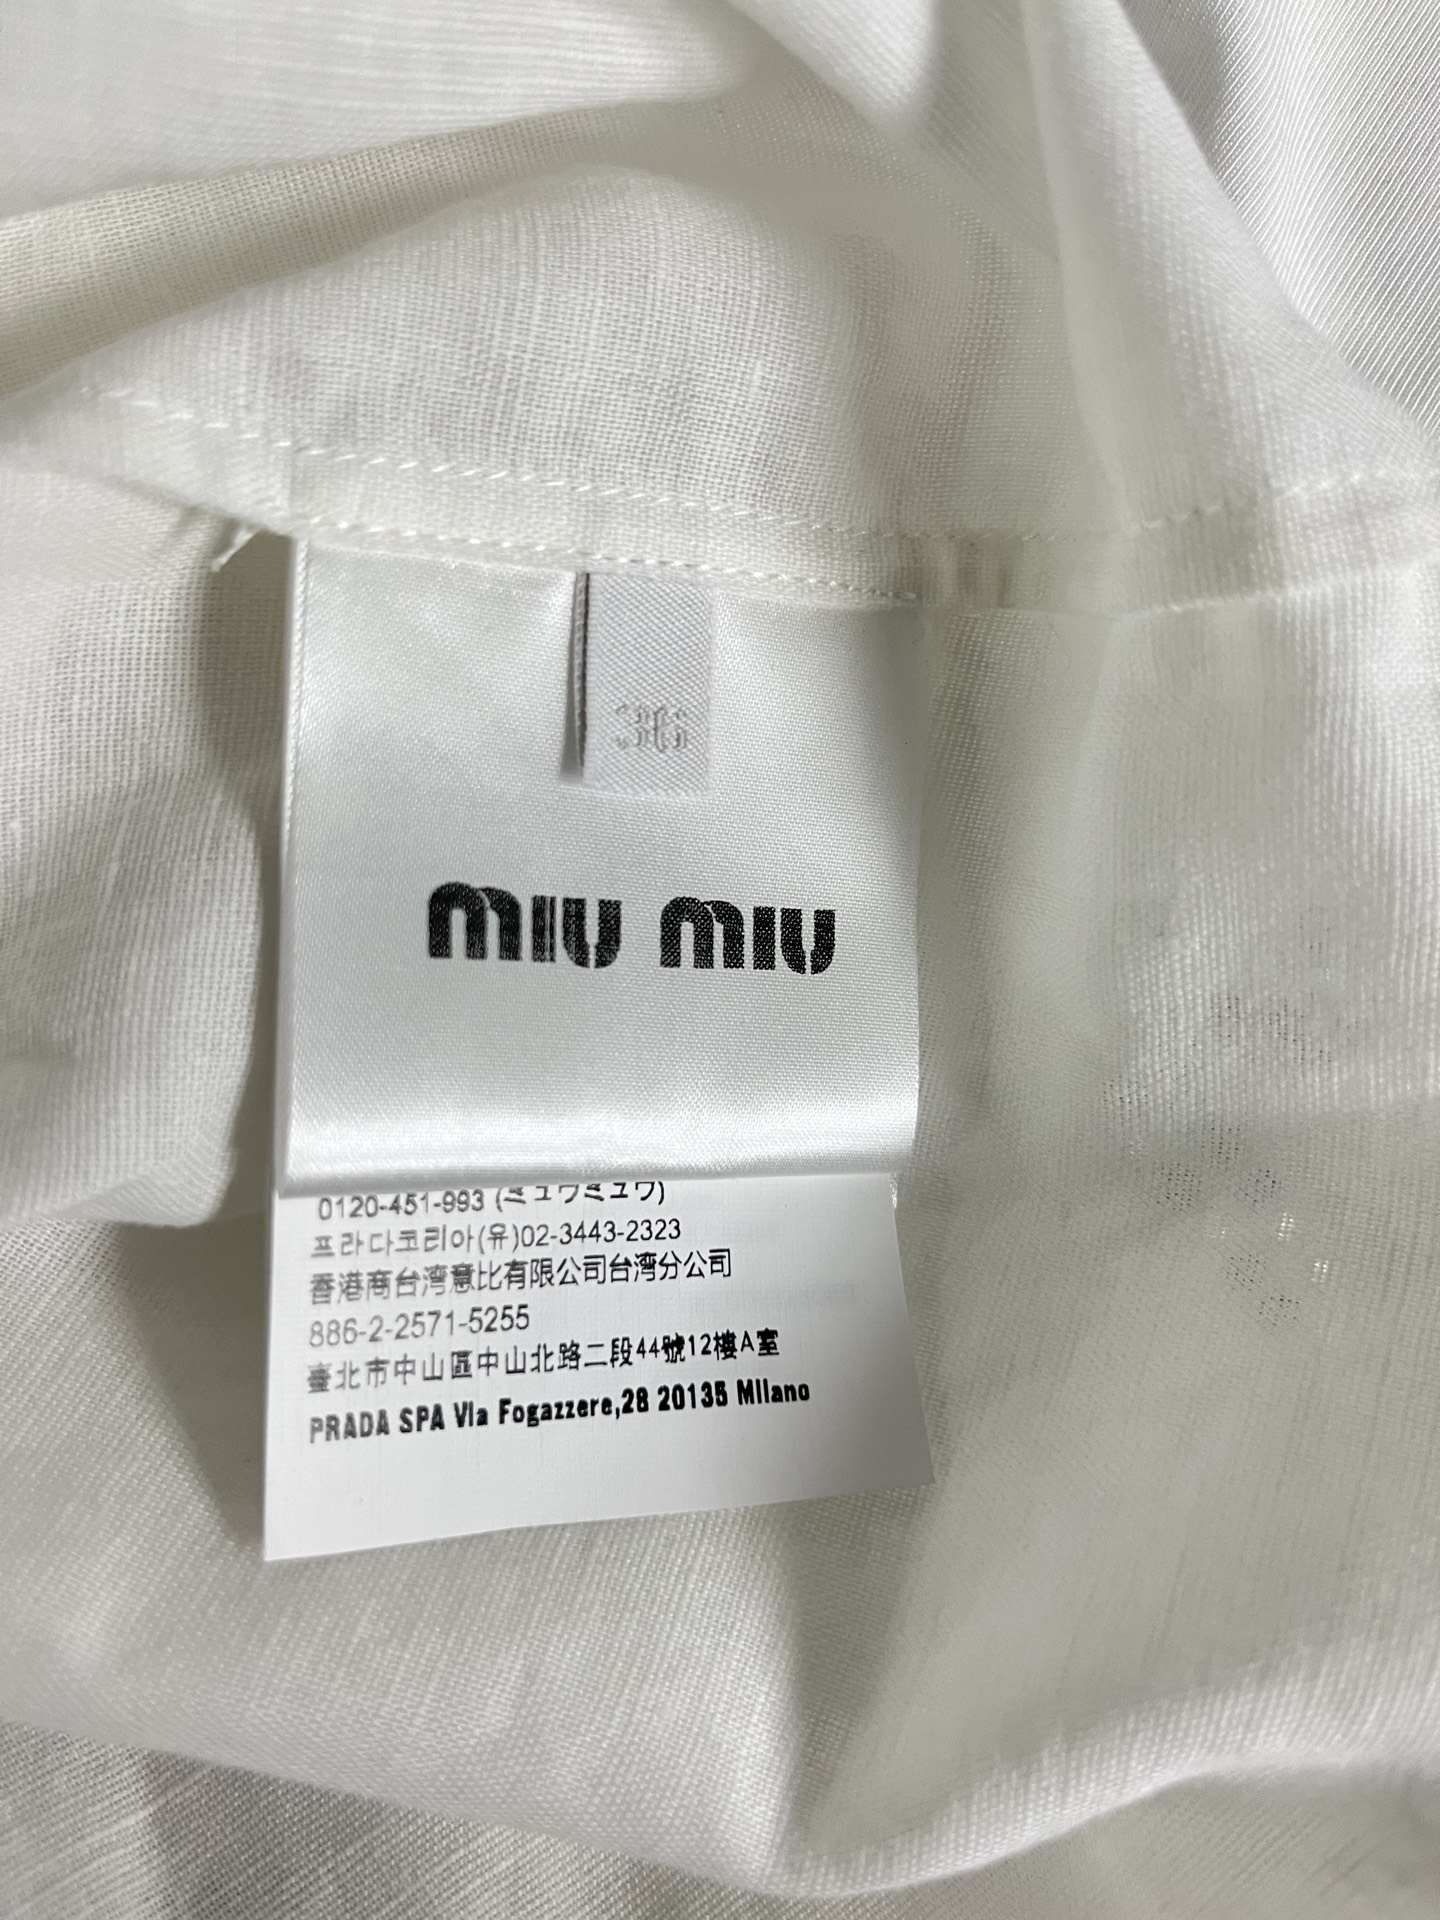 MIU MIU
0120-451-993 (ミュウミュウ)
프라다코리아(유)02-3443-2323
香港商台湾意比有限公司台湾分公司
886-2-2571-5255
臺北市中山區中山北路二段44號12樓A室
PRADA SPA Via Fogazzere,28 20135 Milano